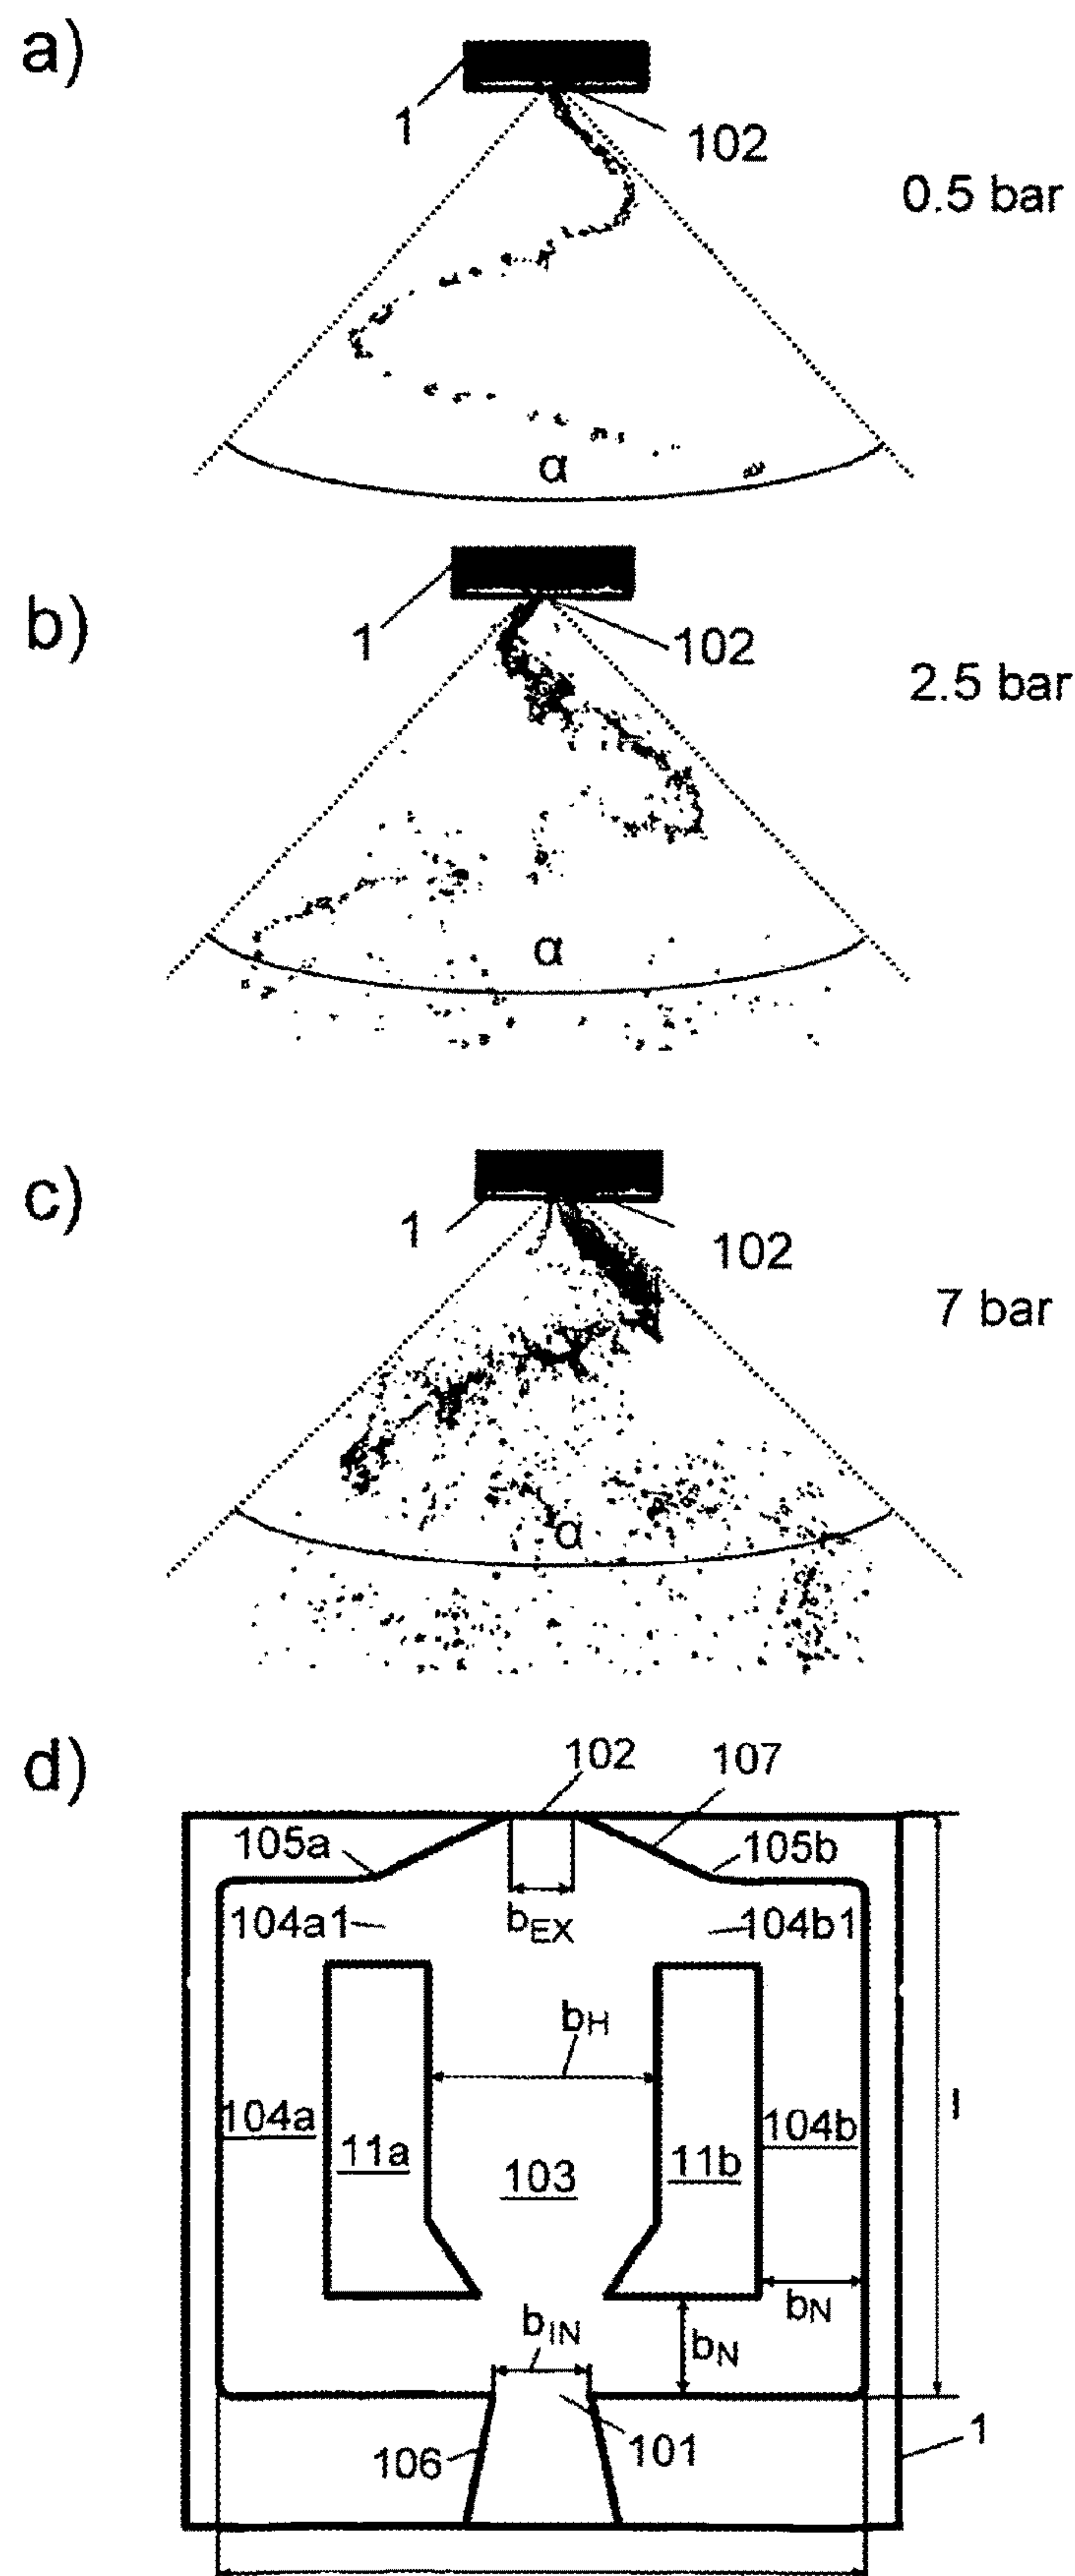 a)
1
102
0.5 bar
α
b)
1
102
2.5 bar
α
c)
1
102
7 bar
α
d)
102
107
105a
105b
104a1
bEX
104b1
bH
104a
11a
103
11b
104b
l
bIN
bN
bN
106
101
1